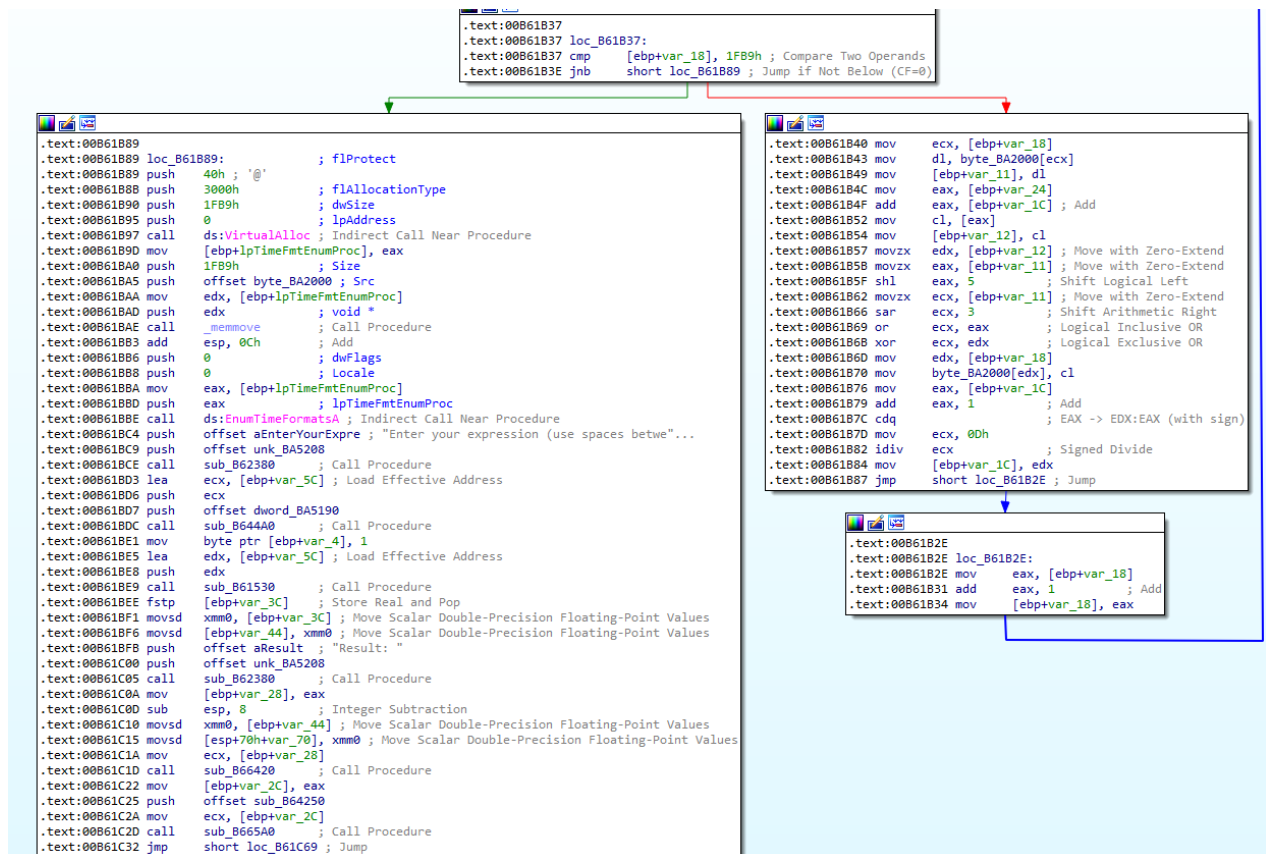 .text:00B61B37
.text:00B61B37 loc_B61B37:
.text:00B61B37 cmp     [ebp+var_18], 1FB9h ; Compare Two Operands
.text:00B61B3E jnb     short loc_B61B89 ; Jump if Not Below (CF=0)
.text:00B61B89
.text:00B61B89 loc_B61B89:             ; flProtect
.text:00B61B89 push    40h ; '@'
.text:00B61B8B push    3000h           ; flAllocationType
.text:00B61B90 push    1FB9h           ; dwSize
.text:00B61B95 push    0               ; lpAddress
.text:00B61B97 call    ds:VirtualAlloc ; Indirect Call Near Procedure
.text:00B61B9D mov     [ebp+lpTimeFmtEnumProc], eax
.text:00B61BA0 push    1FB9h           ; Size
.text:00B61BA5 push    offset byte_BA2000 ; Src
.text:00B61BAA mov     edx, [ebp+lpTimeFmtEnumProc]
.text:00B61BAD push    edx             ; void *
.text:00B61BAE call    _memmove        ; Call Procedure
.text:00B61BB3 add     esp, 0Ch        ; Add
.text:00B61BB6 push    0               ; dwFlags
.text:00B61BB8 push    0               ; Locale
.text:00B61BBA mov     eax, [ebp+lpTimeFmtEnumProc]
.text:00B61BBD push    eax             ; lpTimeFmtEnumProc
.text:00B61BBE call    ds:EnumTimeFormatsA ; Indirect Call Near Procedure
.text:00B61BC4 push    offset aEnterYourExpre ; "Enter your expression (use spaces betwe"...
.text:00B61BC9 push    offset unk_BA5208
.text:00B61BCE call    sub_B62380      ; Call Procedure
.text:00B61BD3 lea     ecx, [ebp+var_5C] ; Load Effective Address
.text:00B61BD6 push    ecx
.text:00B61BD7 push    offset dword_BA5190
.text:00B61BDC call    sub_B644A0      ; Call Procedure
.text:00B61BE1 mov     byte ptr [ebp+var_4], 1
.text:00B61BE5 lea     edx, [ebp+var_5C] ; Load Effective Address
.text:00B61BE8 push    edx
.text:00B61BE9 call    sub_B61530      ; Call Procedure
.text:00B61BEE fstp    [ebp+var_3C]    ; Store Real and Pop
.text:00B61BF1 movsd   xmm0, [ebp+var_3C] ; Move Scalar Double-Precision Floating-Point Values
.text:00B61BF6 movsd   [ebp+var_44], xmm0 ; Move Scalar Double-Precision Floating-Point Values
.text:00B61BFB push    offset aResult  ; "Result: "
.text:00B61C00 push    offset unk_BA5208
.text:00B61C05 call    sub_B62380      ; Call Procedure
.text:00B61C0A mov     [ebp+var_28], eax
.text:00B61C0D sub     esp, 8          ; Integer Subtraction
.text:00B61C10 movsd   xmm0, [ebp+var_44] ; Move Scalar Double-Precision Floating-Point Values
.text:00B61C15 movsd   [esp+70h+var_70], xmm0 ; Move Scalar Double-Precision Floating-Point Values
.text:00B61C1A mov     ecx, [ebp+var_28]
.text:00B61C1D call    sub_B66420      ; Call Procedure
.text:00B61C22 mov     [ebp+var_2C], eax
.text:00B61C25 push    offset sub_B64250
.text:00B61C2A mov     ecx, [ebp+var_2C]
.text:00B61C2D call    sub_B665A0      ; Call Procedure
.text:00B61C32 jmp     short loc_B61C69 ; Jump
.text:00B61B40 mov     ecx, [ebp+var_18]
.text:00B61B43 mov     dl, byte_BA2000[ecx]
.text:00B61B49 mov     [ebp+var_11], dl
.text:00B61B4C mov     eax, [ebp+var_24]
.text:00B61B4F add     eax, [ebp+var_1C] ; Add
.text:00B61B52 mov     cl, [eax]
.text:00B61B54 mov     [ebp+var_12], cl
.text:00B61B57 movzx   edx, [ebp+var_12] ; Move with Zero-Extend
.text:00B61B5B movzx   eax, [ebp+var_11] ; Move with Zero-Extend
.text:00B61B5F shl     eax, 5          ; Shift Logical Left
.text:00B61B62 movzx   ecx, [ebp+var_11] ; Move with Zero-Extend
.text:00B61B66 sar     ecx, 3          ; Shift Arithmetic Right
.text:00B61B69 or      ecx, eax        ; Logical Inclusive OR
.text:00B61B6B xor     ecx, edx        ; Logical Exclusive OR
.text:00B61B6D mov     edx, [ebp+var_18]
.text:00B61B70 mov     byte_BA2000[edx], cl
.text:00B61B76 mov     eax, [ebp+var_1C]
.text:00B61B79 add     eax, 1          ; Add
.text:00B61B7C cdq                     ; EAX -> EDX:EAX (with sign)
.text:00B61B7D mov     ecx, 0Dh
.text:00B61B82 idiv    ecx             ; Signed Divide
.text:00B61B84 mov     [ebp+var_1C], edx
.text:00B61B87 jmp     short loc_B61B2E ; Jump
.text:00B61B2E
.text:00B61B2E loc_B61B2E:
.text:00B61B2E mov     eax, [ebp+var_18]
.text:00B61B31 add     eax, 1          ; Add
.text:00B61B34 mov     [ebp+var_18], eax